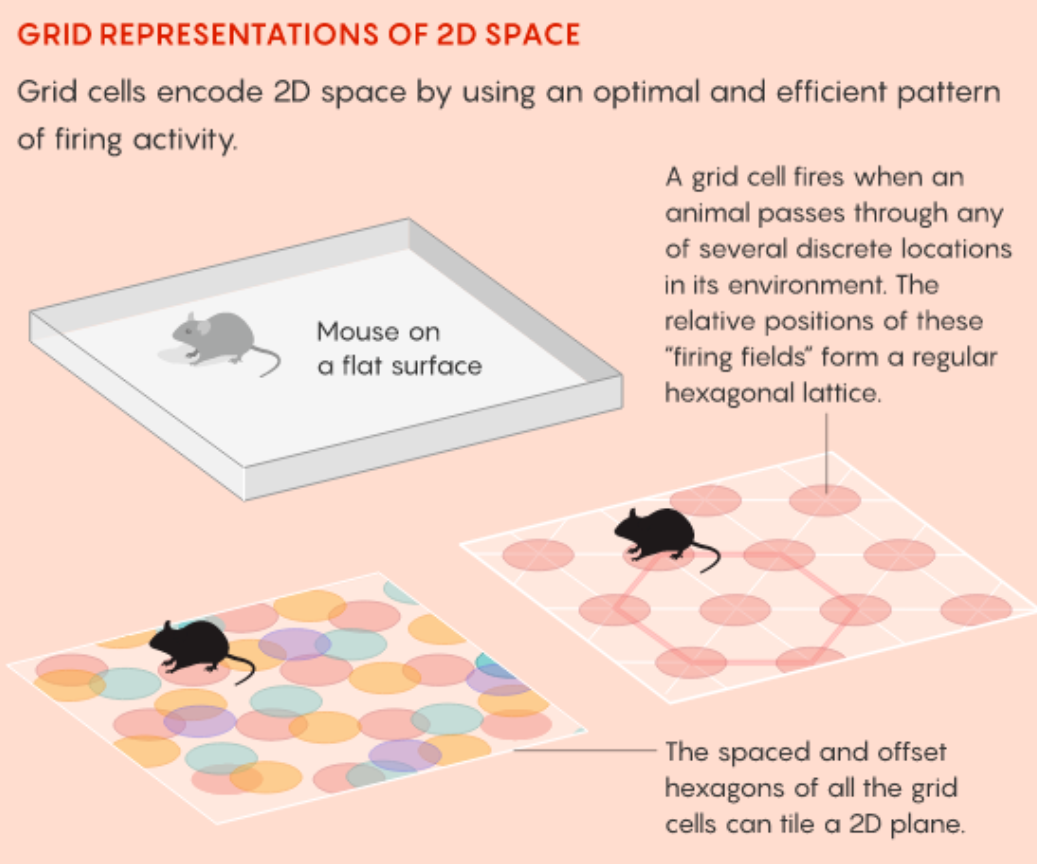 GRID REPRESENTATIONS OF 2D SPACE
Grid cells encode 2D space by using an optimal and efficient pattern
of firing activity.
A grid cell fires when an
animal passes through any
of several discrete locations
in its environment. The
relative positions of these
“firing fields” form a regular
hexagonal lattice.
Mouse on
a flat surface
The spaced and offset
hexagons of all the grid
cells can tile a 2D plane.